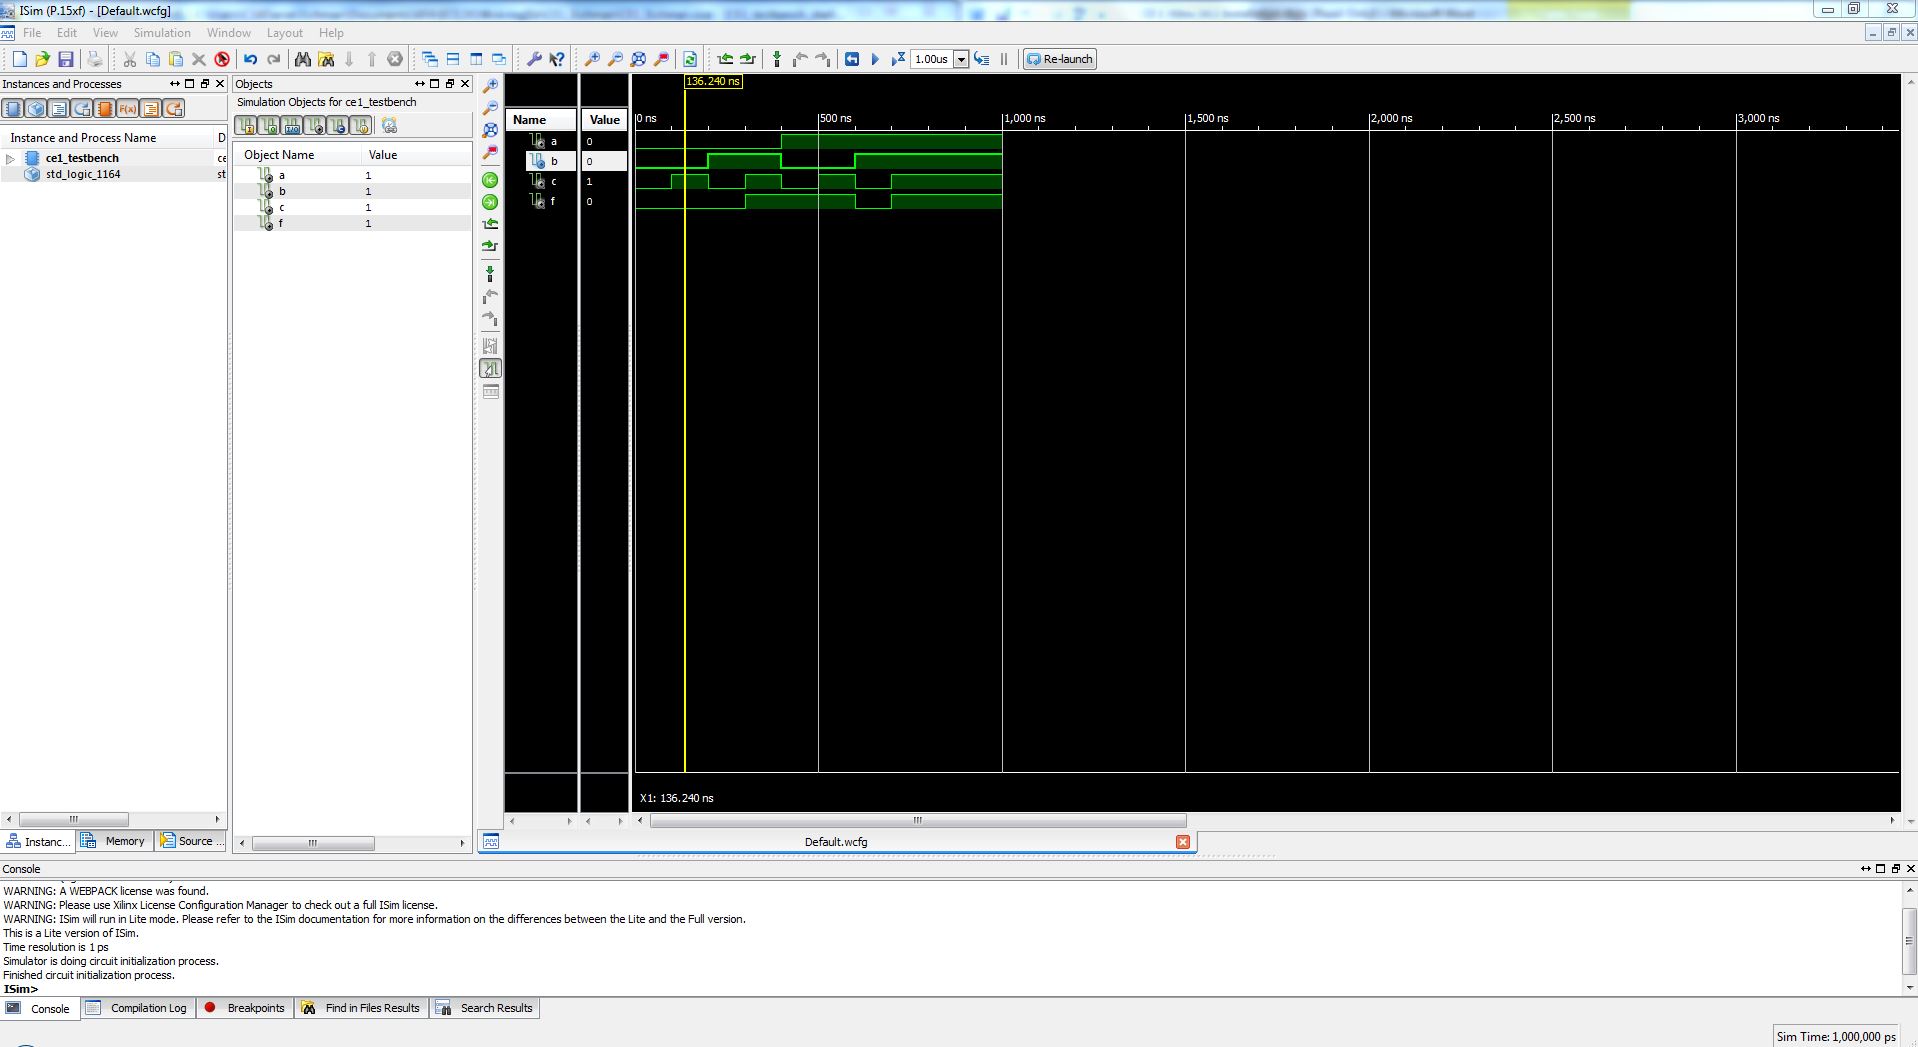 ISim (P.15xf) - [Default.wcfg]
File Edit View Simulation Window Layout Help
1.00us Re-launch
Instances and Processes
Instance and Process Name D
ce1_testbench ce
std_logic_1164 st
Instanc... Memory Source ...
Objects
Simulation Objects for ce1_testbench
Object Name Value
a 1
b 1
c 1
f 1
136.240 ns
Name Value
0 ns 500 ns 1,000 ns 1,500 ns 2,000 ns 2,500 ns 3,000 ns
a 0
b 0
c 1
f 0
X1: 136.240 ns
Default.wcfg
Console
WARNING: A WEBPACK license was found.
WARNING: Please use Xilinx License Configuration Manager to check out a full ISim license.
WARNING: ISim will run in Lite mode. Please refer to the ISim documentation for more information on the differences between the Lite and the Full version.
This is a Lite version of ISim.
Time resolution is 1 ps
Simulator is doing circuit initialization process.
Finished circuit initialization process.
ISim>
Console Compilation Log Breakpoints Find in Files Results Search Results
Sim Time: 1,000,000 ps